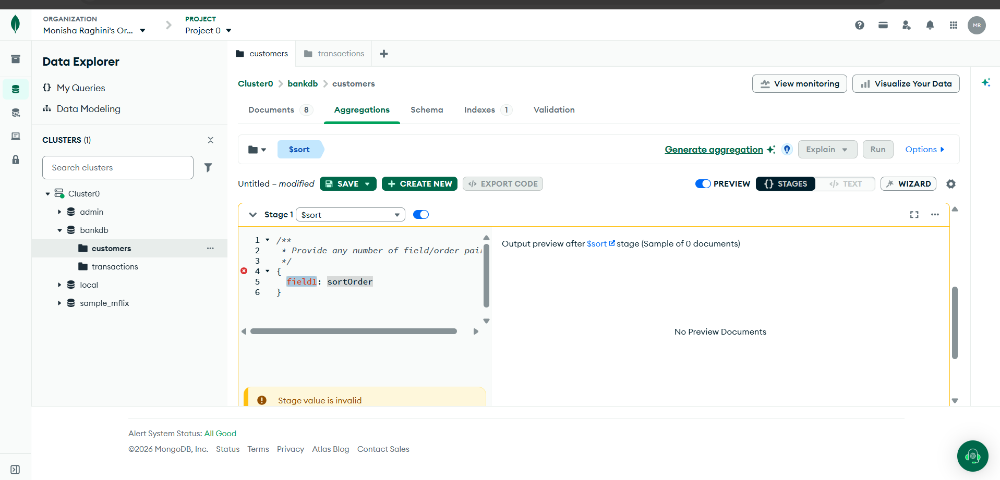 ORGANIZATION
Monisha Raghini's Or...
PROJECT
Project 0
MR
Data Explorer
My Queries
Data Modeling
CLUSTERS (1)
Search clusters
Cluster0
admin
bankdb
customers
transactions
local
sample_mflix
customers
transactions
Cluster0 > bankdb > customers
View monitoring
Visualize Your Data
Documents 8
Aggregations
Schema
Indexes 1
Validation
$sort
Generate aggregation
Explain
Run
Options
Untitled – modified
SAVE
CREATE NEW
</> EXPORT CODE
PREVIEW
{} STAGES
</> TEXT
WIZARD
Stage 1 $sort
1 /**
2 * Provide any number of field/order pair
3 */
4 {
5 field1: sortOrder
6 }
Stage value is invalid
Output preview after $sort stage (Sample of 0 documents)
No Preview Documents
Alert System Status: All Good
©2026 MongoDB, Inc. Status Terms Privacy Atlas Blog Contact Sales